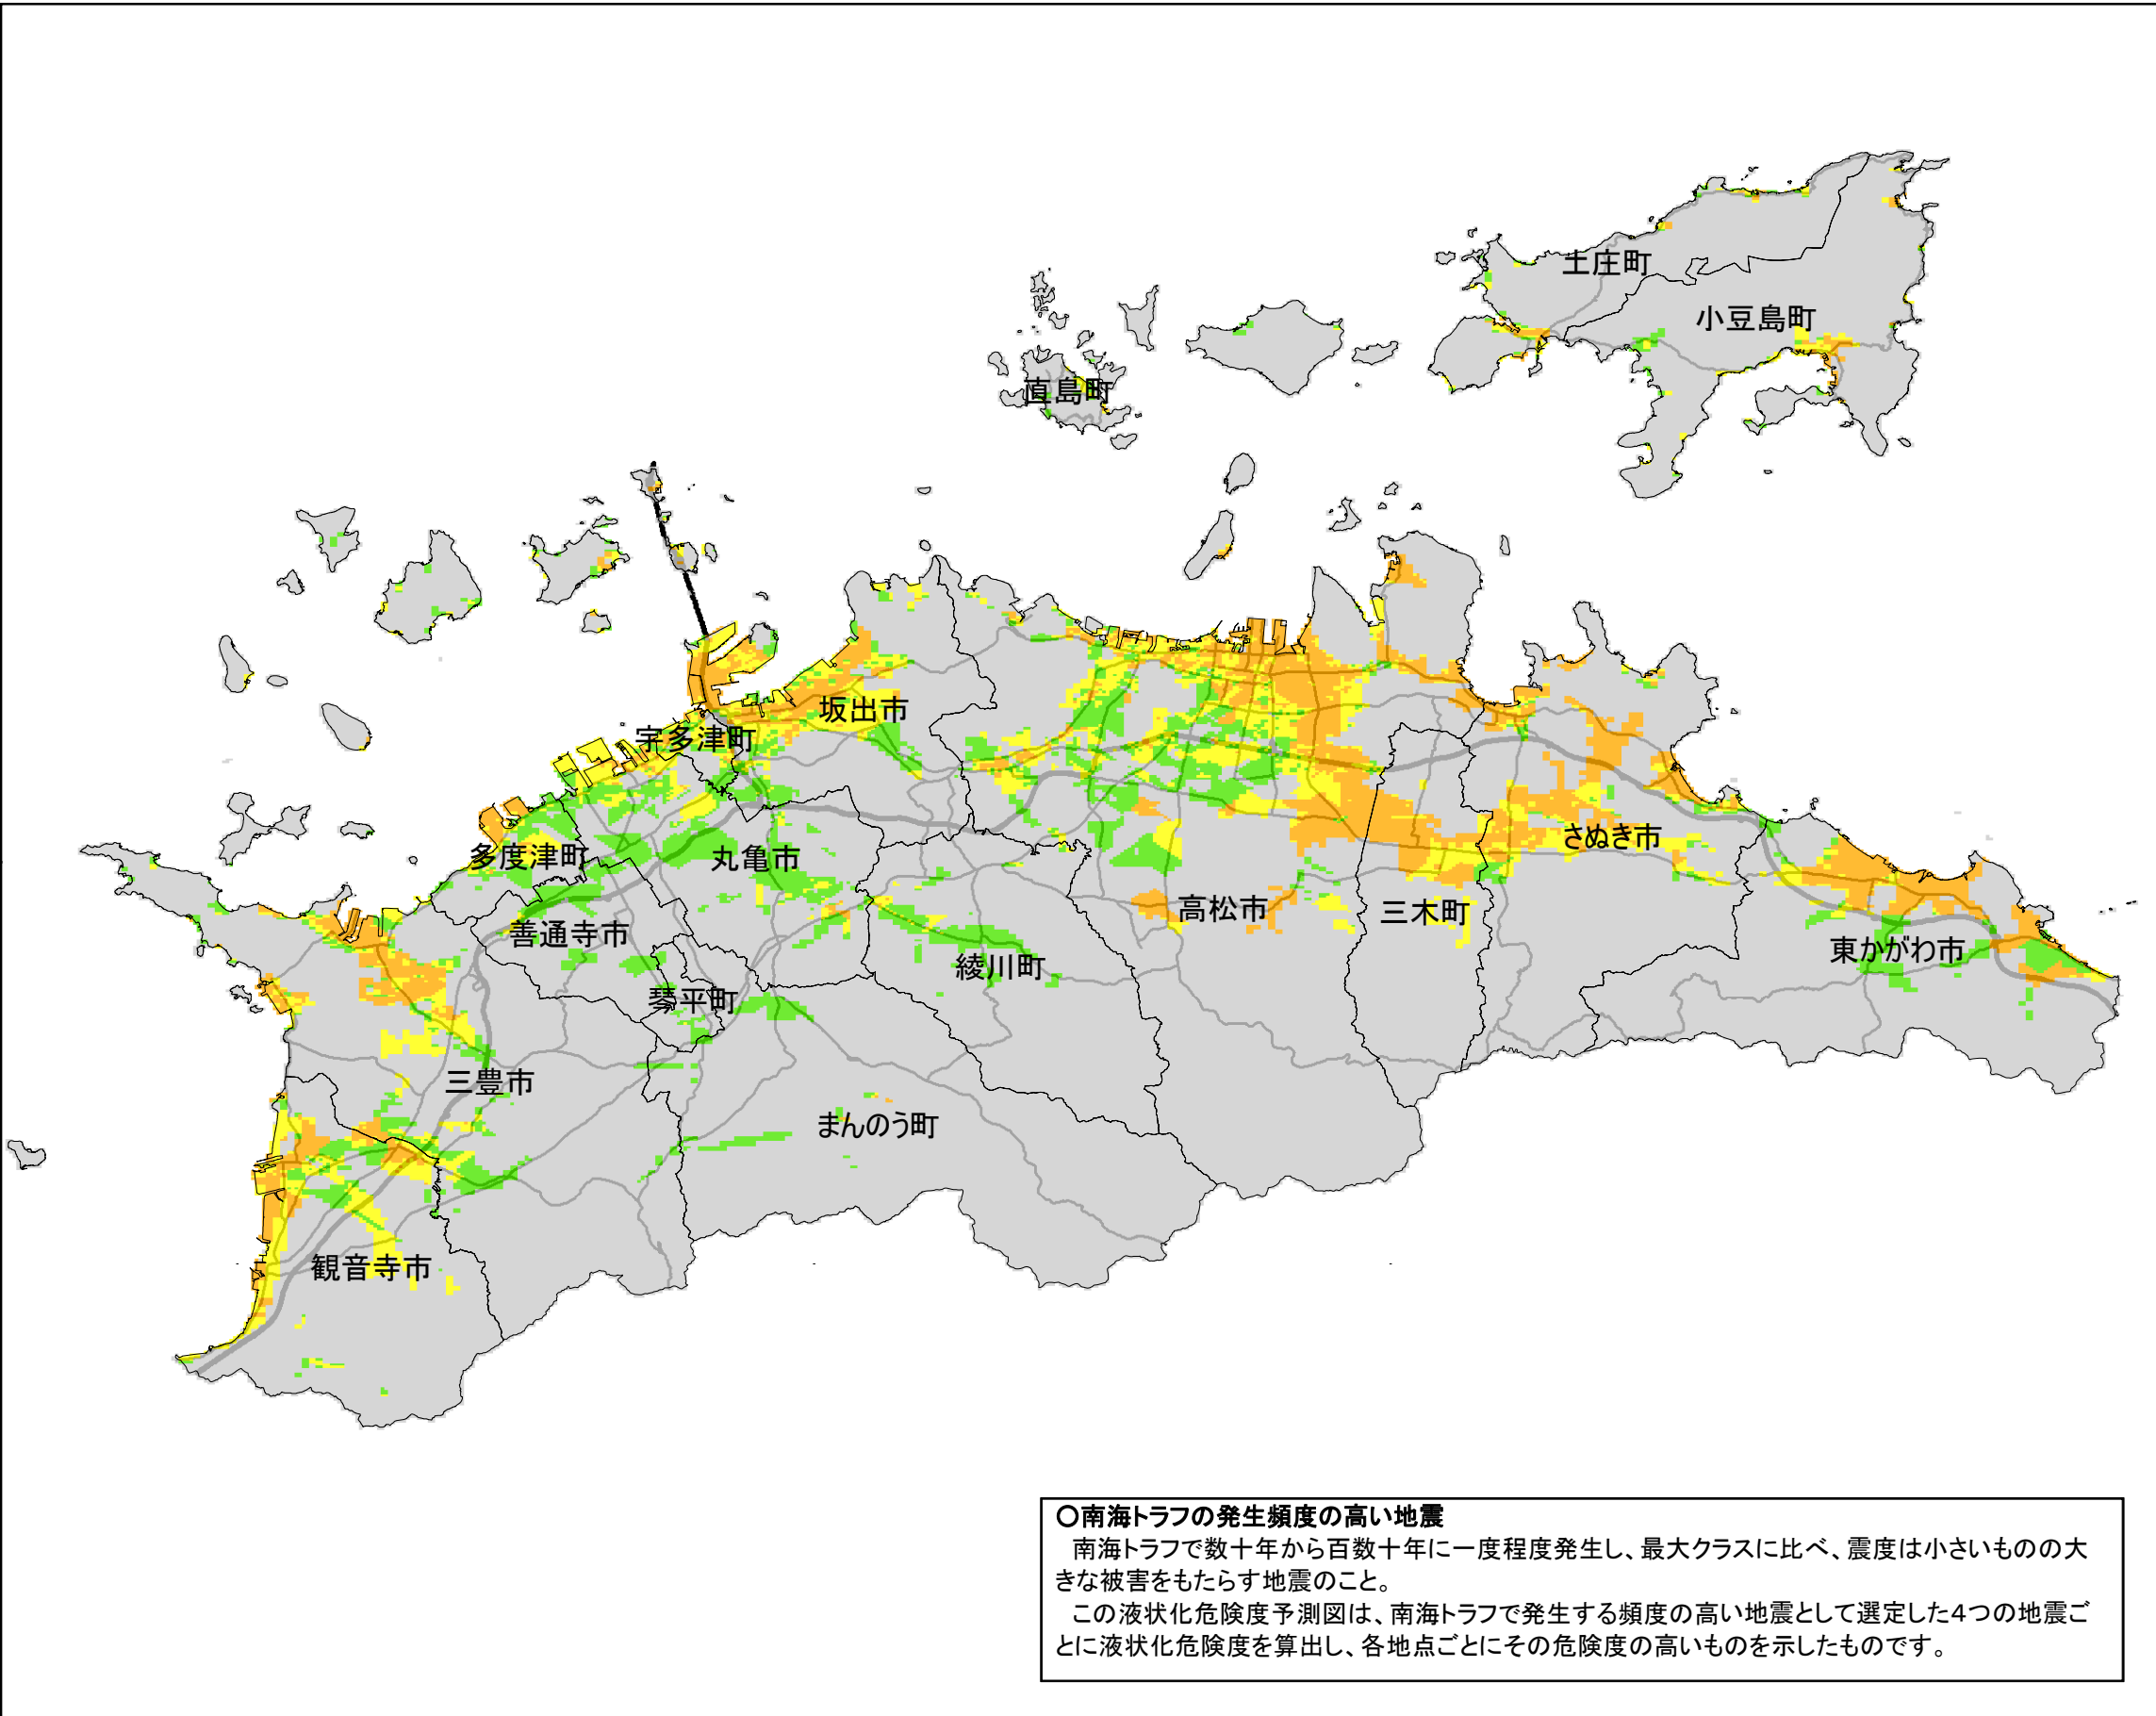 土庄町
小豆島町
直島町
坂出市
宇多津町
さぬき市
多度津町
丸亀市
高松市
三木町
善通寺市
東かがわ市
綾川町
琴平町
三豊市
まんのう町
観音寺市
〇南海トラフの発生頻度の高い地震
南海トラフで数十年から百数十年に一度程度発生し、最大クラスに比べ、震度は小さいものの大
きな被害をもたらす地震のこと。
この液状化危険度予測図は、南海トラフで発生する頻度の高い地震として選定した4つの地震ご
とに液状化危険度を算出し、各地点ごとにその危険度の高いものを示したものです。